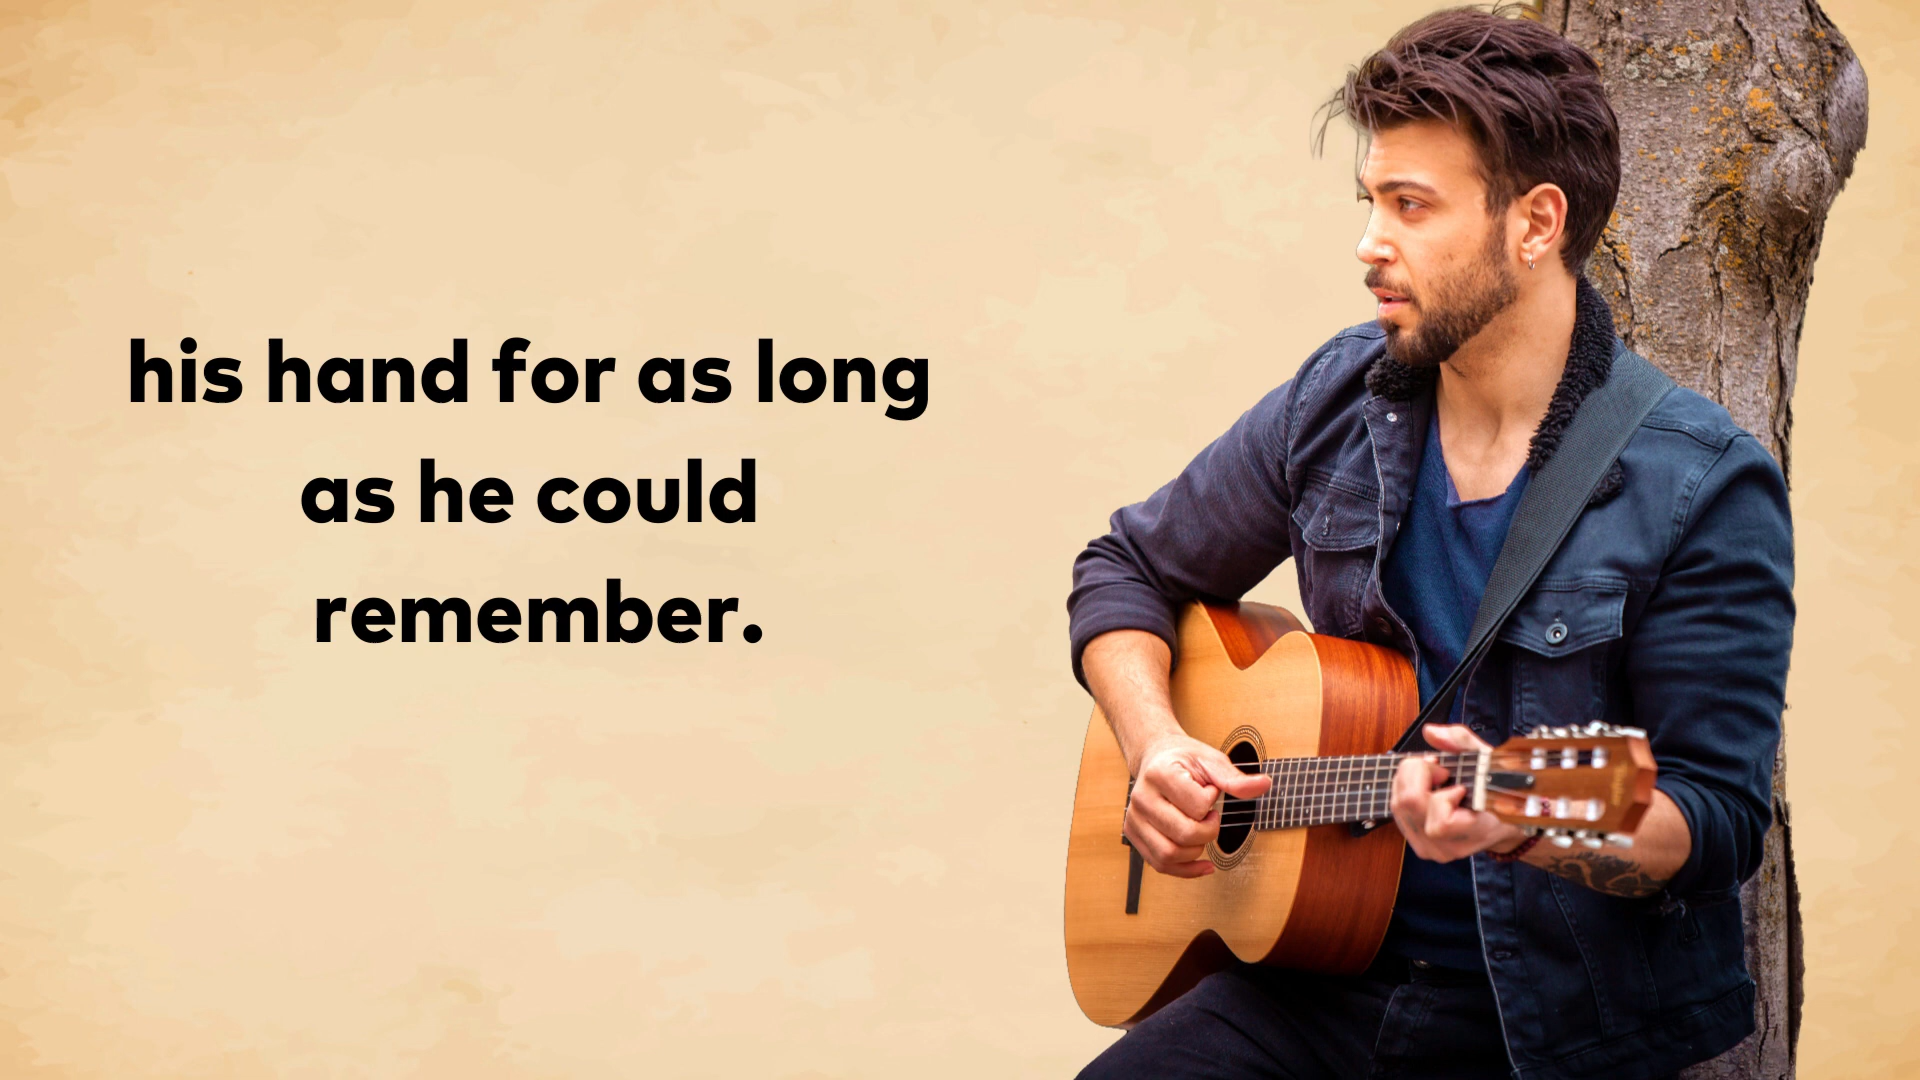 his hand for as long
as he could
remember.